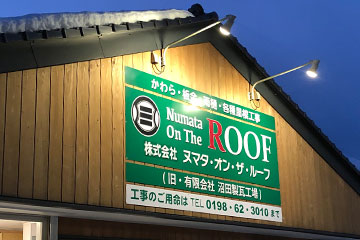 かわら・板金・雨樋・各種屋根工事
Numata
On The
ROOF
株式会社 ヌマタ・オン・ザ・ルーフ
(旧・有限会社 沼田製瓦工場)
工事のご用命は TEL 0198-62-3010 まで